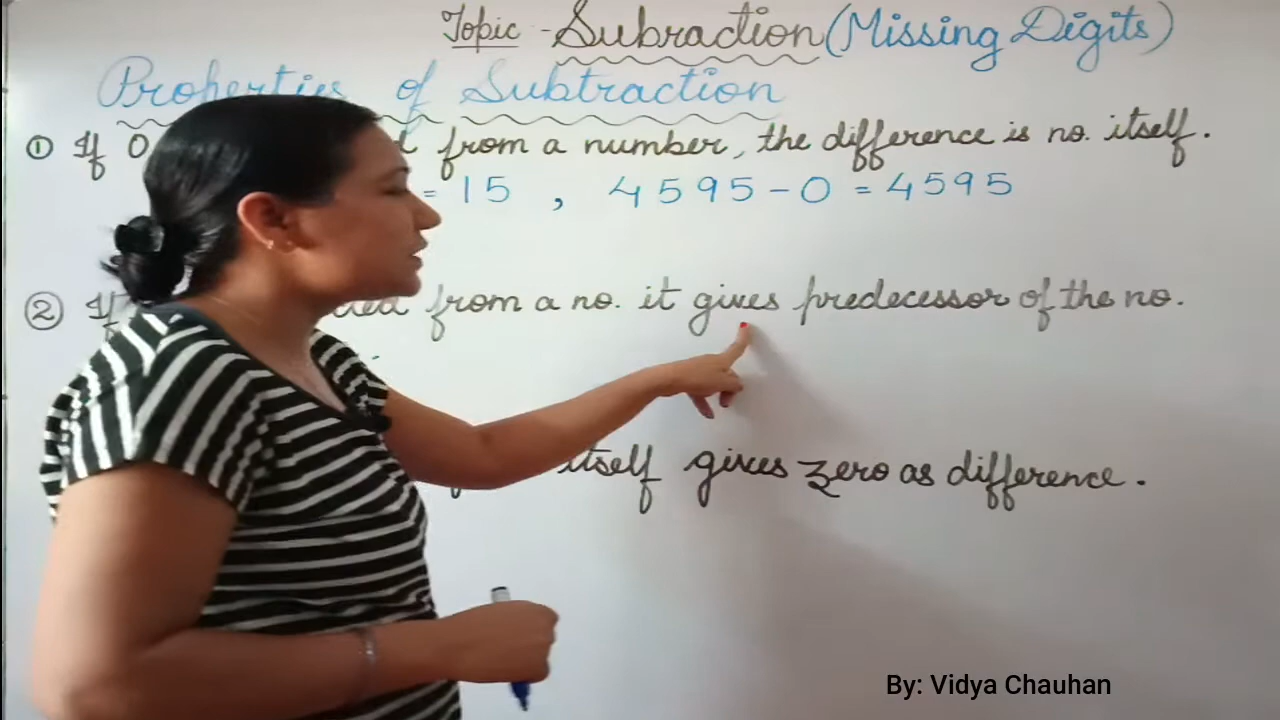 Topic - Subraction (Missing Digits)
Properties of Subtraction
① If 0 from a number, the difference is no. itself.
= 15 , 4595 - 0 = 4595
② If from a no. it gives predecessor of the no.
itself gives zero as difference.
By: Vidya Chauhan